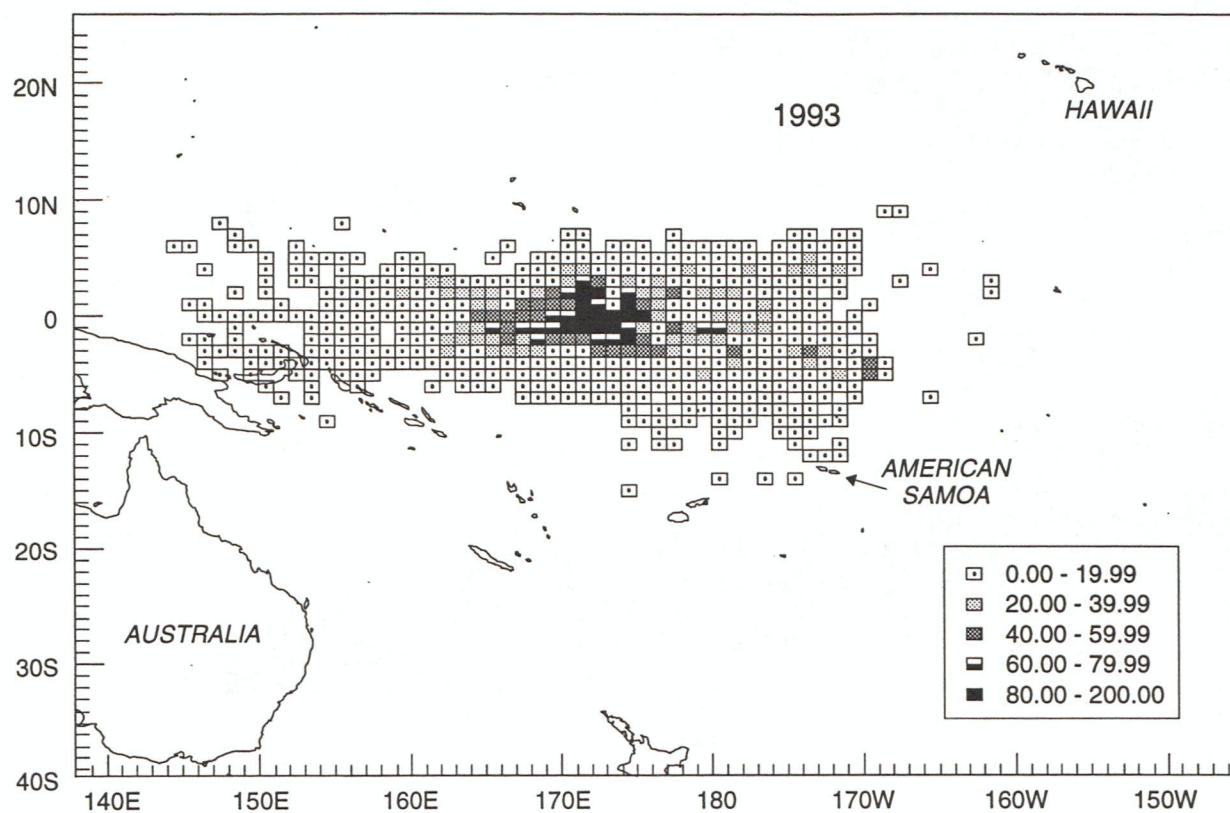 20N
10N
0
10S
20S
30S
40S
1993
HAWAII
AMERICAN
SAMOA
AUSTRALIA
0.00 - 19.99
20.00 - 39.99
40.00 - 59.99
60.00 - 79.99
80.00 - 200.00
140E 150E 160E 170E 180 170W 160W 150W